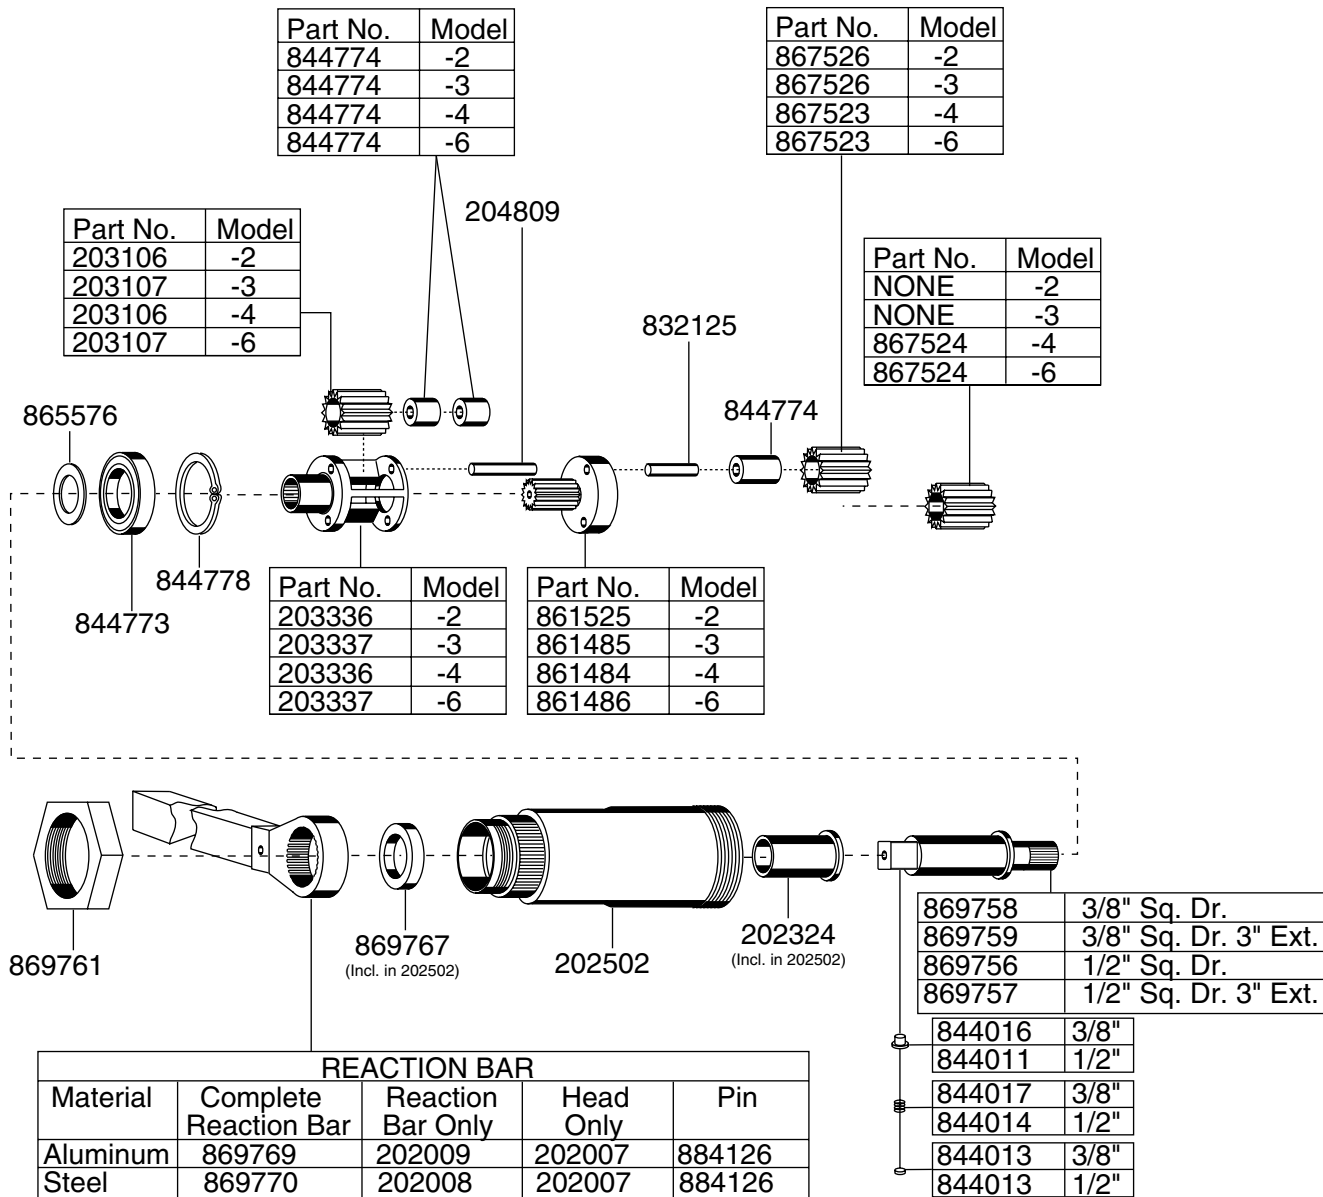 Part No. Model
844774 -2
844774 -3
844774 -4
844774 -6
Part No. Model
867526 -2
867526 -3
867523 -4
867523 -6
Part No. Model
203106 -2
203107 -3
203106 -4
203107 -6
204809
832125
Part No. Model
NONE -2
NONE -3
867524 -4
867524 -6
865576
844774
844778
844773
Part No. Model
203336 -2
203337 -3
203336 -4
203337 -6
Part No. Model
861525 -2
861485 -3
861484 -4
861486 -6
869761
869767
(Incl. in 202502)
202502
202324
(Incl. in 202502)
869758 3/8" Sq. Dr.
869759 3/8" Sq. Dr. 3" Ext.
869756 1/2" Sq. Dr.
869757 1/2" Sq. Dr. 3" Ext.
844016 3/8"
844011 1/2"
844017 3/8"
844014 1/2"
844013 3/8"
844013 1/2"
REACTION BAR
Material Complete Reaction Head Pin
Reaction Bar Bar Only Only
Aluminum 869769 202009 202007 884126
Steel 869770 202008 202007 884126